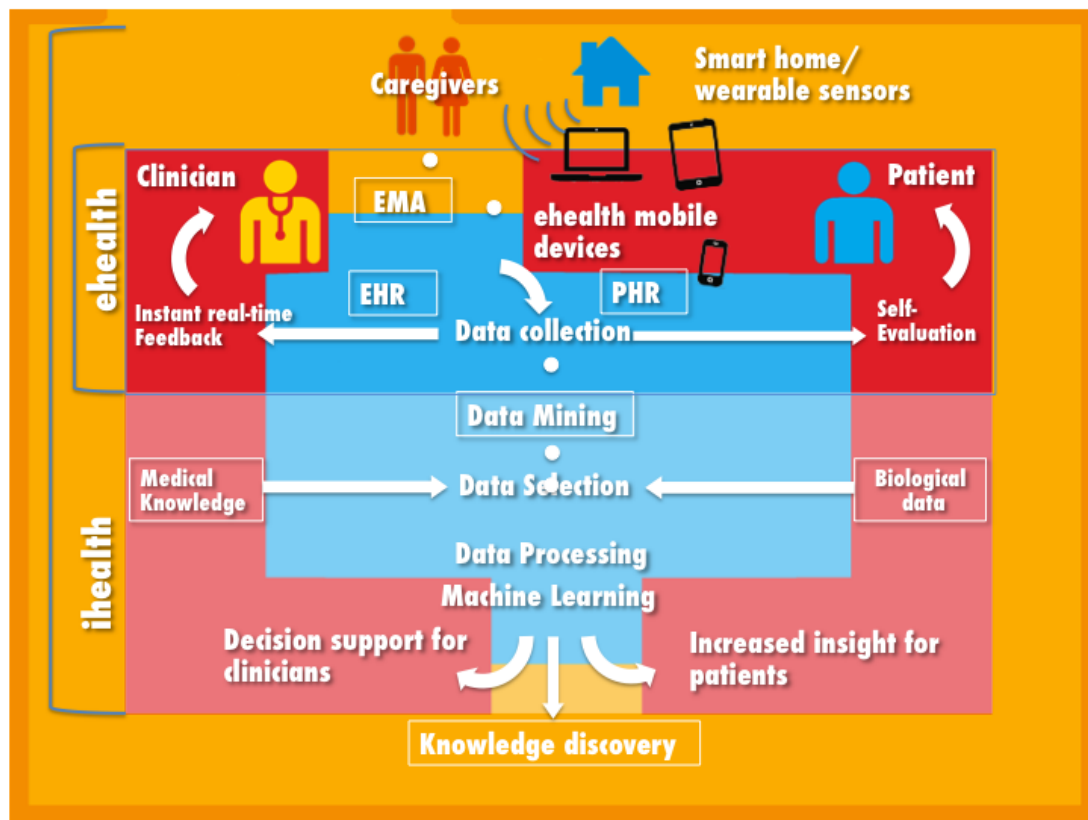 Caregivers
Smart home/
wearable sensors
Clinician
Patient
EMA
ehealth mobile
devices
ehealth
EHR
PHR
Instant real-time
Feedback
Data collection
Self-
Evaluation
Data Mining
Medical
Knowledge
Data Selection
Biological
data
ihealth
Data Processing
Machine Learning
Decision support for
clinicians
Increased insight for
patients
Knowledge discovery